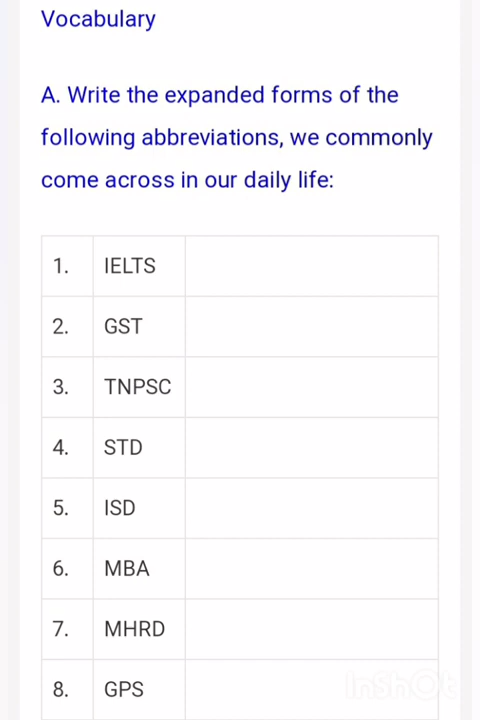 Vocabulary
A. Write the expanded forms of the
following abbreviations, we commonly
come across in our daily life:
1. IELTS
2. GST
3. TNPSC
4. STD
5. ISD
6. MBA
7. MHRD
8. GPS
InShOt